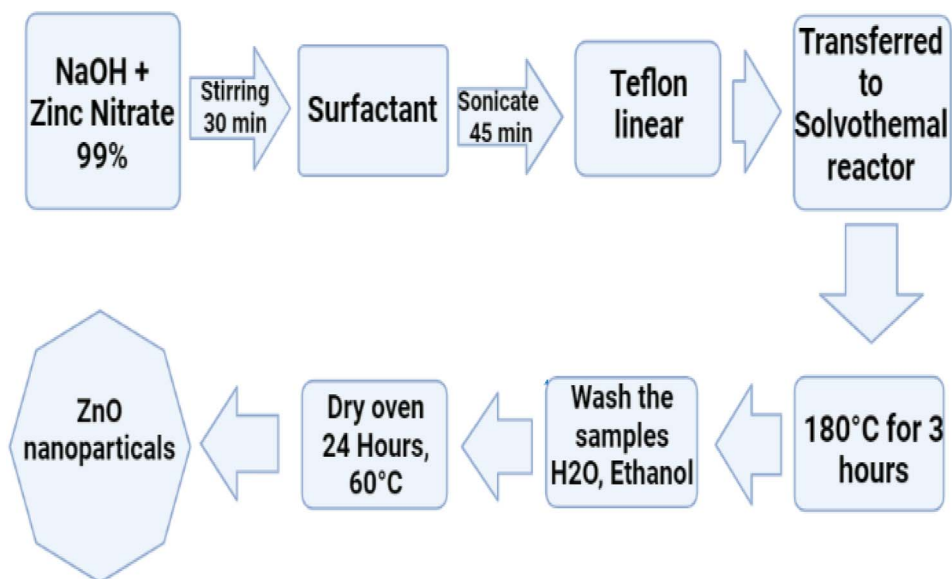 NaOH +
Zinc Nitrate
99%
Stirring
30 min
Surfactant
Sonicate
45 min
Teflon
linear
Transferred
to
Solvothemal
reactor
180°C for 3
hours
Wash the
samples
H2O, Ethanol
Dry oven
24 Hours,
60°C
ZnO
nanoparticals